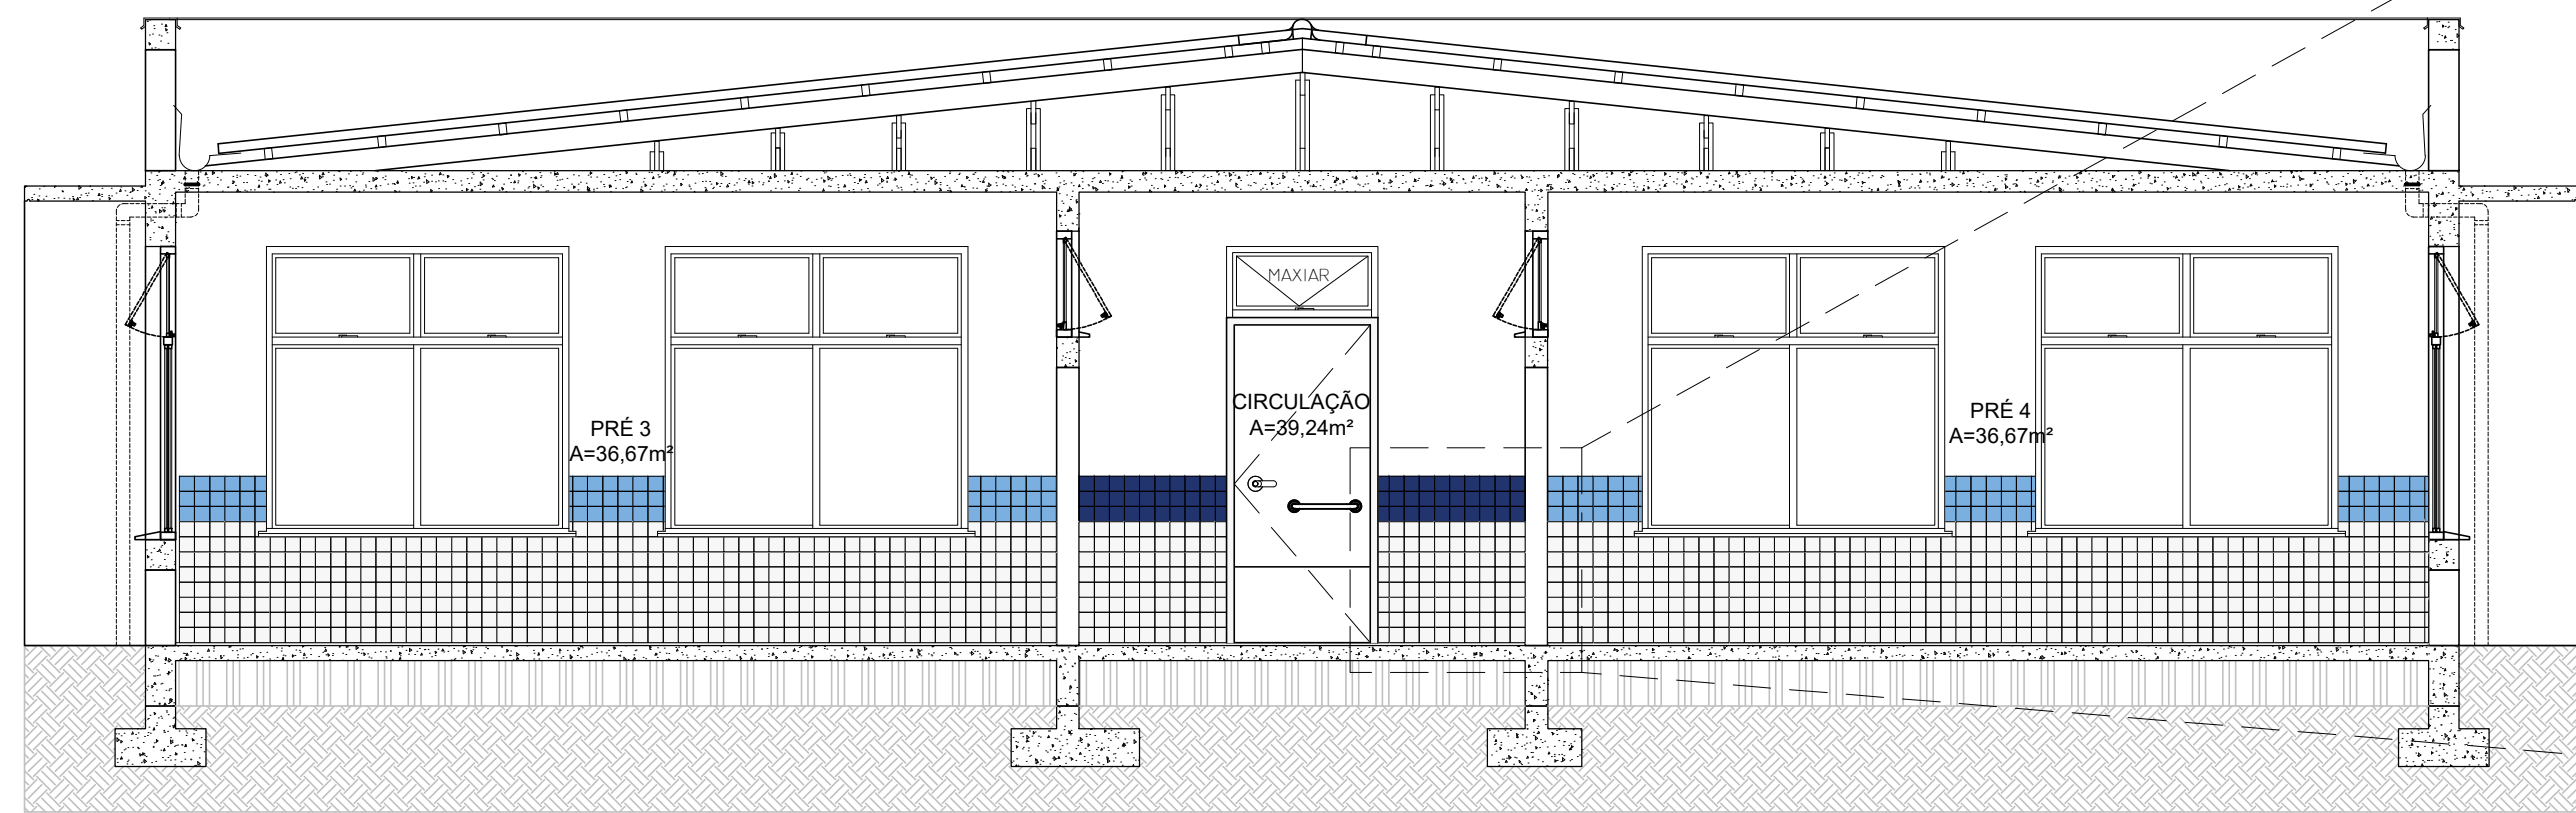 MAXIAR
CIRCULAÇÃO
A=39,24m²
PRÉ 3
A=36,67m²
PRÉ 4
A=36,67m²